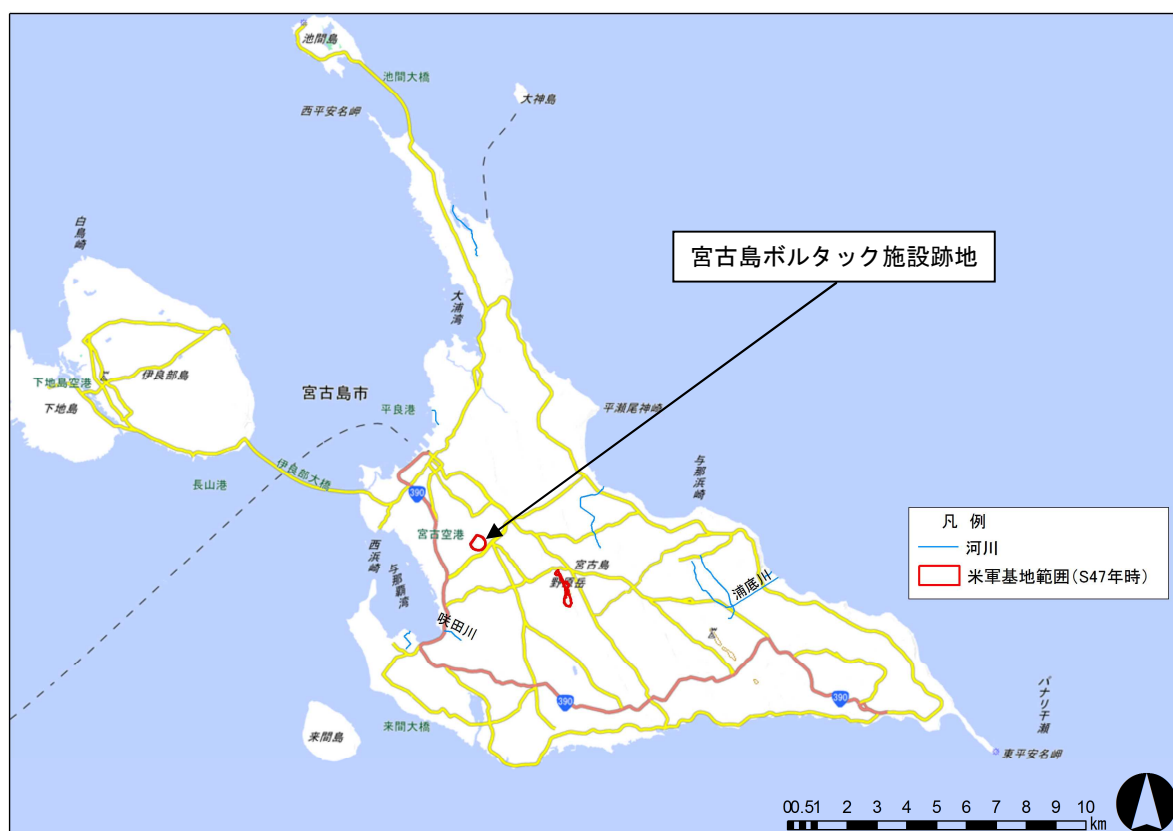 池間島
池間大橋
西平安名岬
大神島
白鳥崎
大浦湾
宮古島ボルタック施設跡地
下地島空港
伊良部島
下地島
宮古島市
平良港
平瀬尾神崎
伊良部大橋
長山港
390
与那浜崎
宮古空港
西浜崎
与那覇湾
宮古島
野原岳
浦底川
咲田川
390
390
来間大橋
来間島
パナリ干瀬
東平安名岬
凡 例
河川
米軍基地範囲(S47年時)
00.51 2 3 4 5 6 7 8 9 10
km